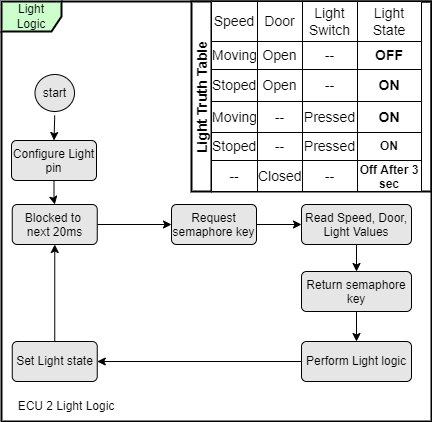 Light
Logic
Light Truth Table
Speed Door Light Switch Light State
Moving Open -- OFF
Stoped Open -- ON
Moving -- Pressed ON
Stoped -- Pressed ON
-- Closed -- Off After 3 sec
start
Configure Light
pin
Blocked to
next 20ms
Request
semaphore key
Read Speed, Door,
Light Values
Return semaphore
key
Perform Light logic
Set Light state
ECU 2 Light Logic